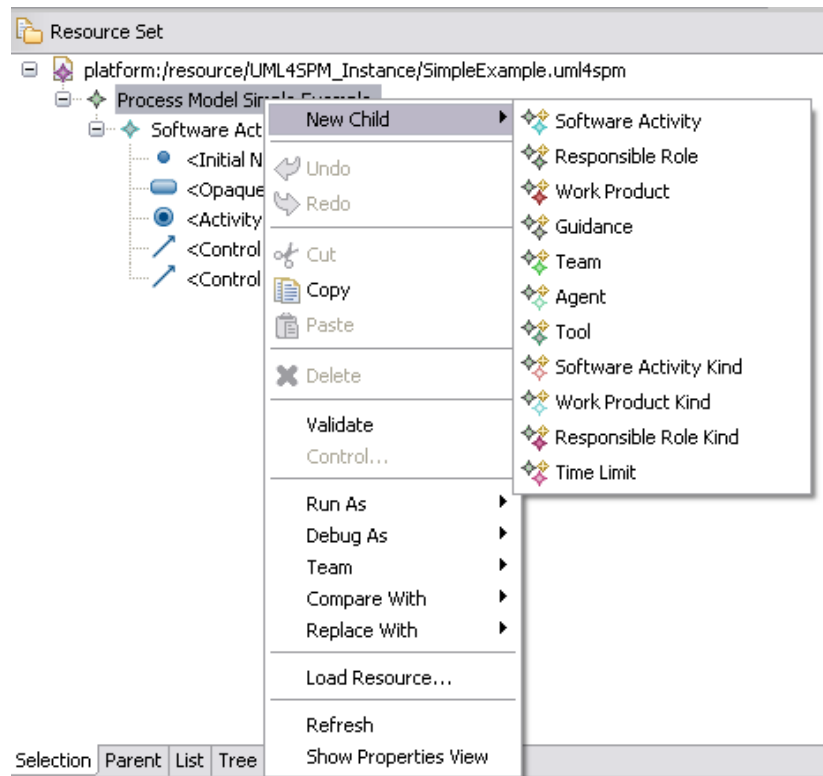 Resource Set
platform:/resource/UML4SPM_Instance/SimpleExample.uml4spm
Process Model Simple Example
Software Act
<Initial N
<Opaque
<Activity
<Control
<Control
New Child
Undo
Redo
Cut
Copy
Paste
Delete
Validate
Control...
Run As
Debug As
Team
Compare With
Replace With
Load Resource...
Refresh
Show Properties View
Software Activity
Responsible Role
Work Product
Guidance
Team
Agent
Tool
Software Activity Kind
Work Product Kind
Responsible Role Kind
Time Limit
Selection Parent List Tree